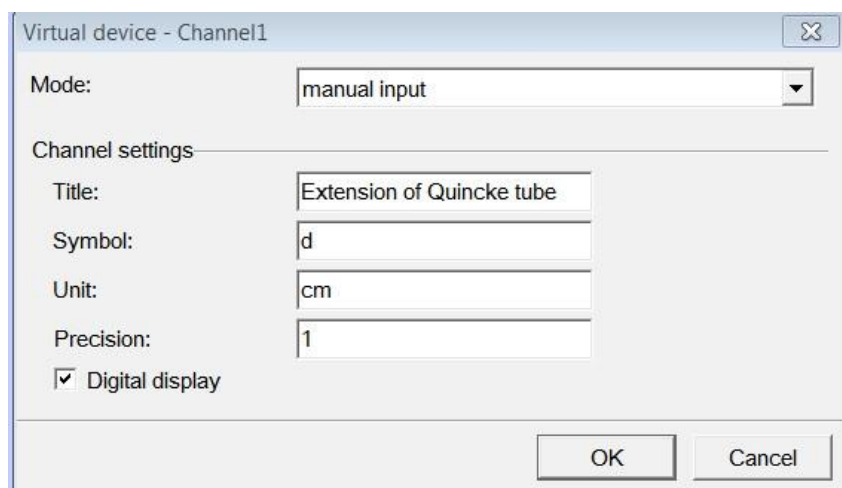 Virtual device - Channel1
Mode: manual input
Channel settings
Title: Extension of Quincke tube
Symbol: d
Unit: cm
Precision: 1
Digital display
OK Cancel